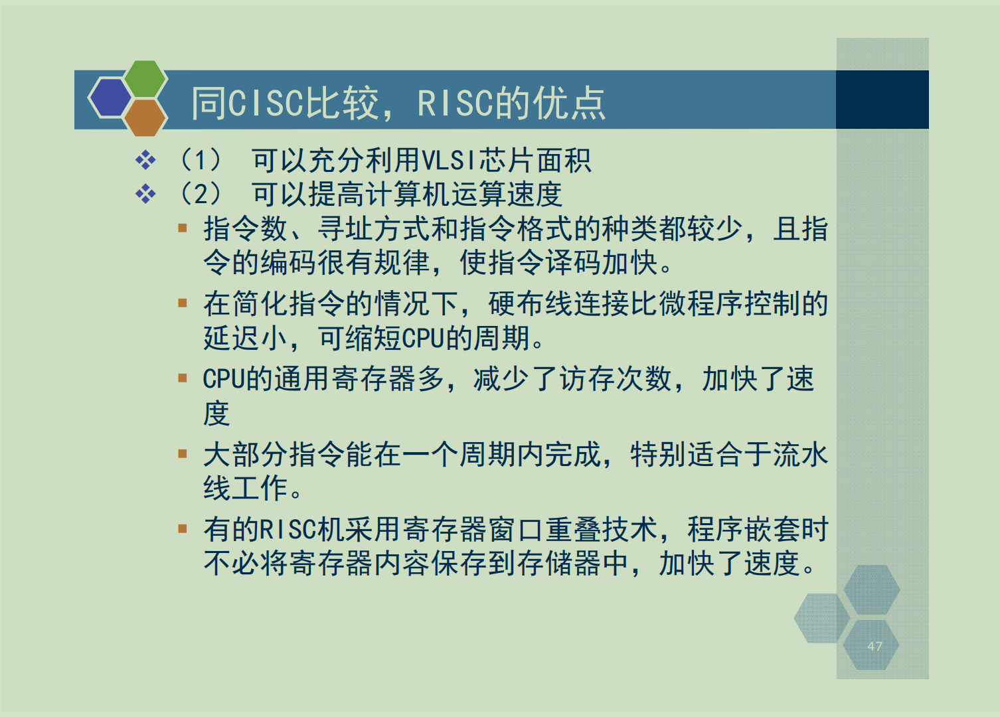 同CISC比较，RISC的优点
（1） 可以充分利用VLSI芯片面积
（2） 可以提高计算机运算速度
指令数、寻址方式和指令格式的种类都较少，且指
令的编码很有规律，使指令译码加快。
在简化指令的情况下，硬布线连接比微程序控制的
延迟小，可缩短CPU的周期。
CPU的通用寄存器多，减少了访存次数，加快了速
度
大部分指令能在一个周期内完成，特别适合于流水
线工作。
有的RISC机采用寄存器窗口重叠技术，程序嵌套时
不必将寄存器内容保存到存储器中，加快了速度。
47